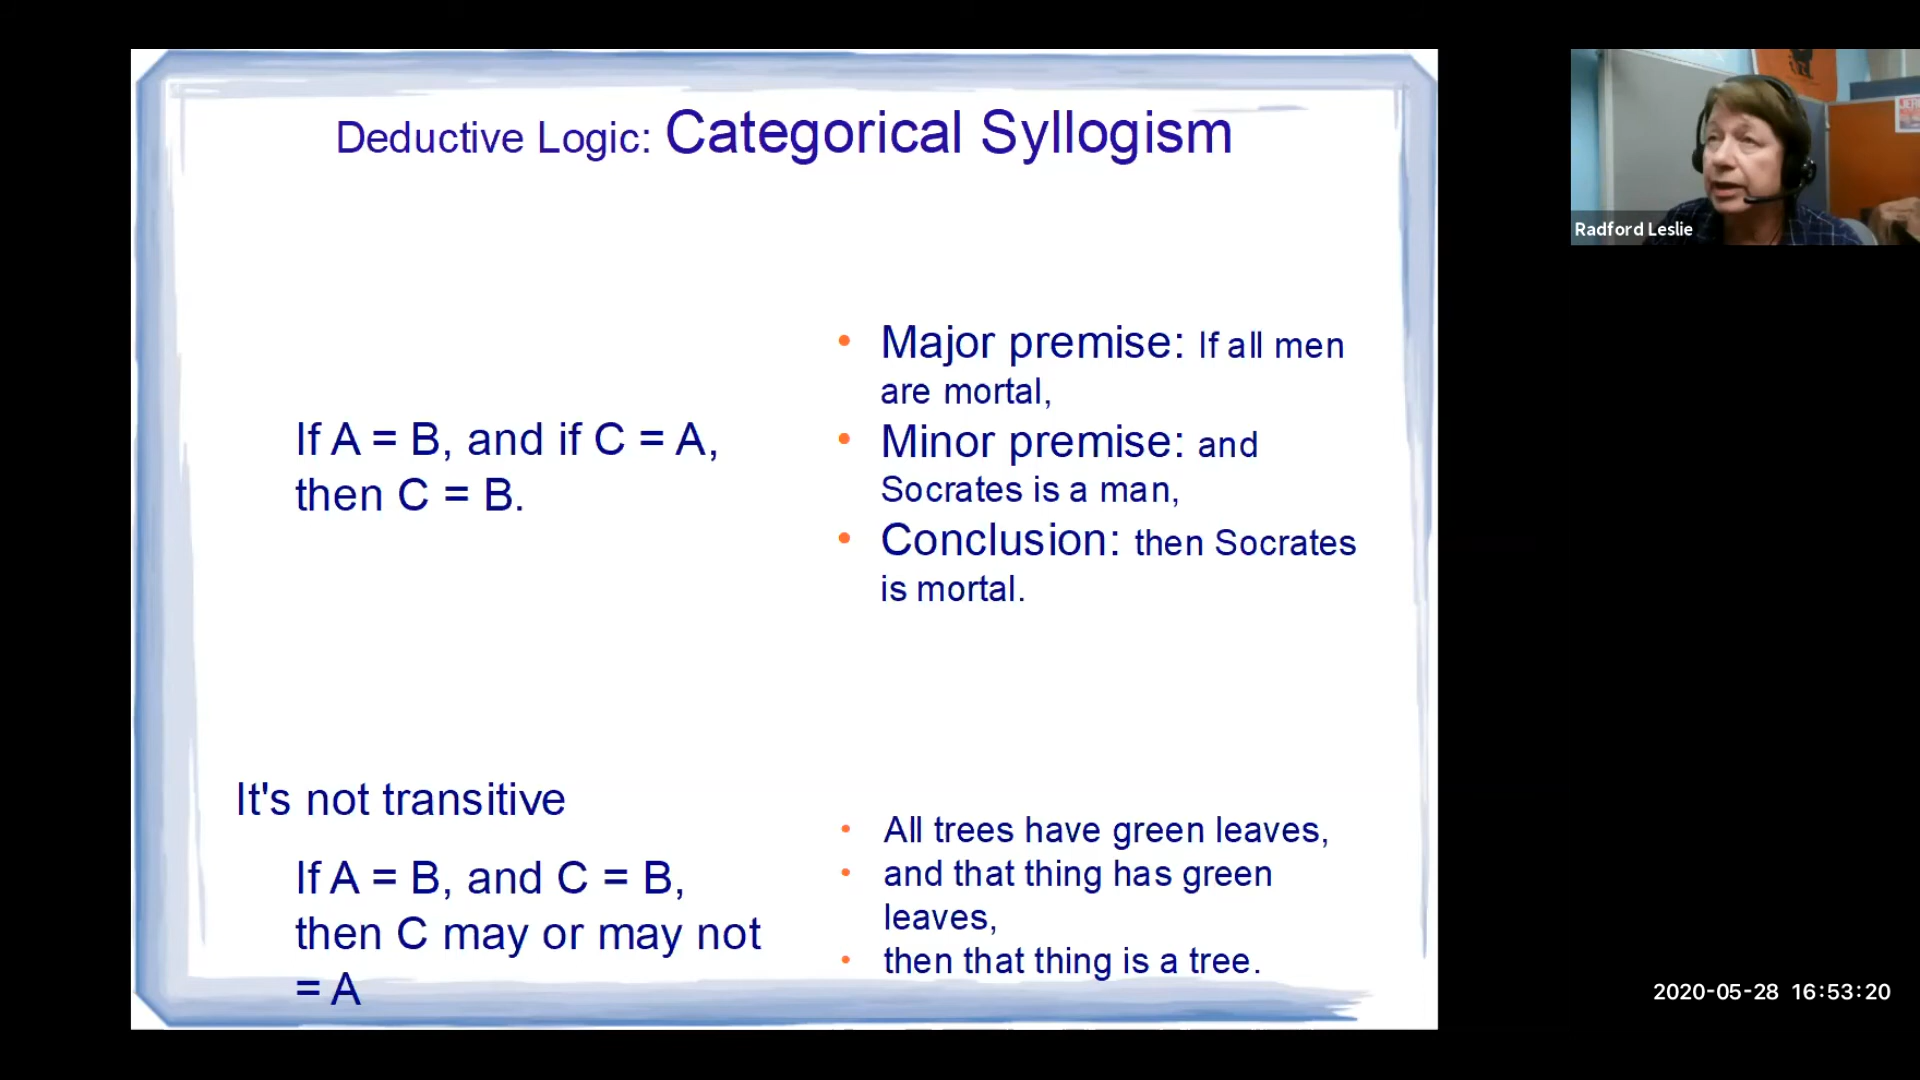 Deductive Logic: Categorical Syllogism
If A = B, and if C = A,
then C = B.
• Major premise: If all men
are mortal,
• Minor premise: and
Socrates is a man,
• Conclusion: then Socrates
is mortal.
It's not transitive
If A = B, and C = B,
then C may or may not
= A
• All trees have green leaves,
• and that thing has green
leaves,
• then that thing is a tree.
Radford Leslie
2020-05-28 16:53:20